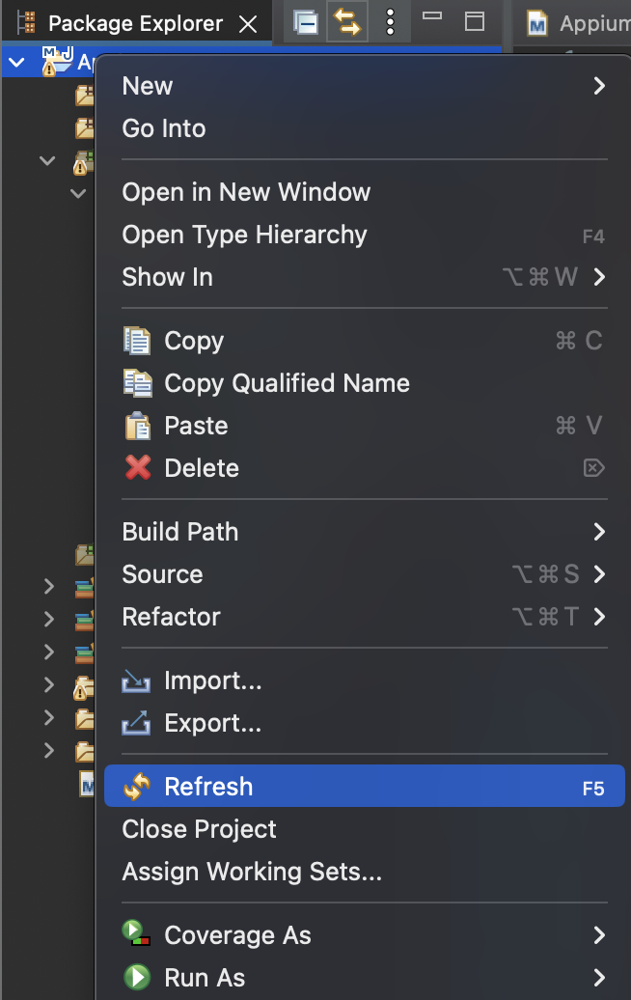 Package Explorer
Appium
New
Go Into
Open in New Window
Open Type Hierarchy F4
Show In ⌥⌘W
Copy ⌘ C
Copy Qualified Name
Paste ⌘ V
Delete ⌦
Build Path
Source ⌥⌘S
Refactor ⌥⌘T
Import...
Export...
Refresh F5
Close Project
Assign Working Sets...
Coverage As
Run As